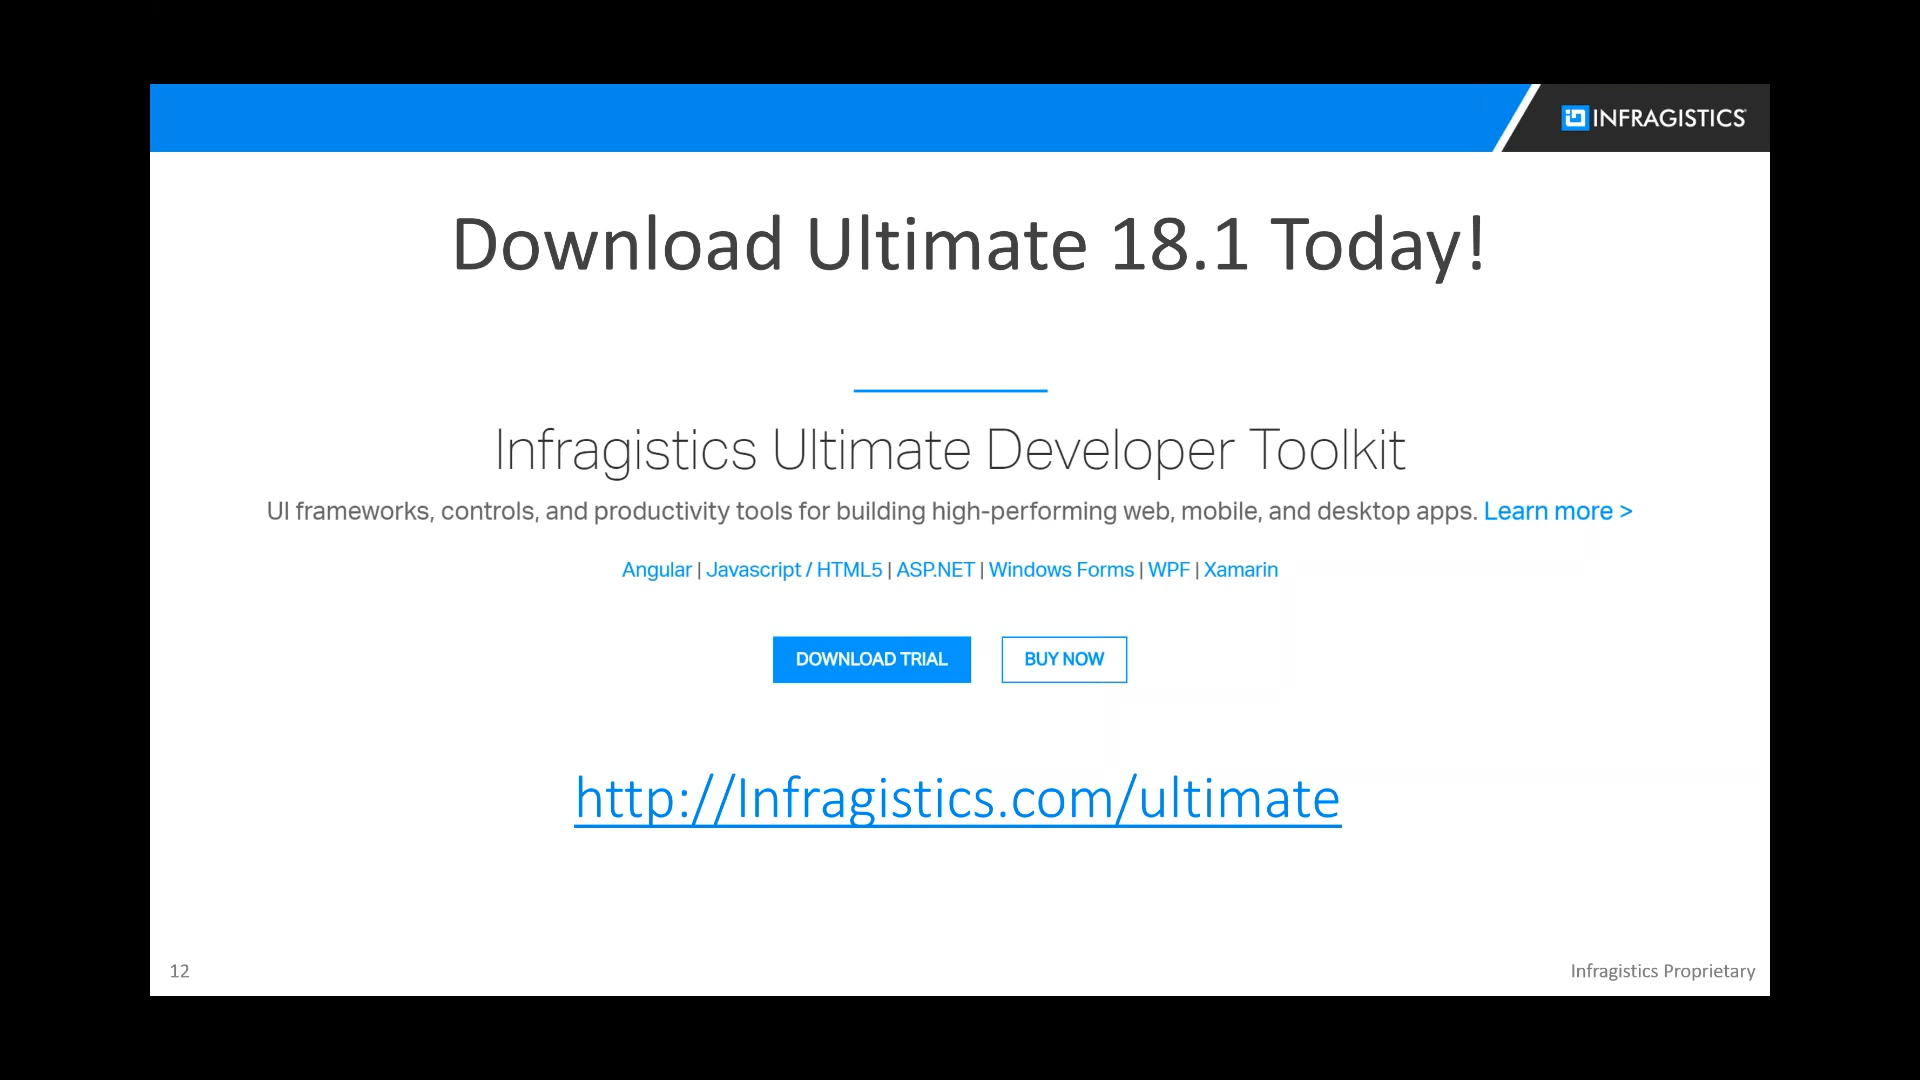 INFRAGISTICS
Download Ultimate 18.1 Today!
Infragistics Ultimate Developer Toolkit
UI frameworks, controls, and productivity tools for building high-performing web, mobile, and desktop apps. Learn more >
Angular | Javascript / HTML5 | ASP.NET | Windows Forms | WPF | Xamarin
DOWNLOAD TRIAL BUY NOW
http://Infragistics.com/ultimate
12 Infragistics Proprietary